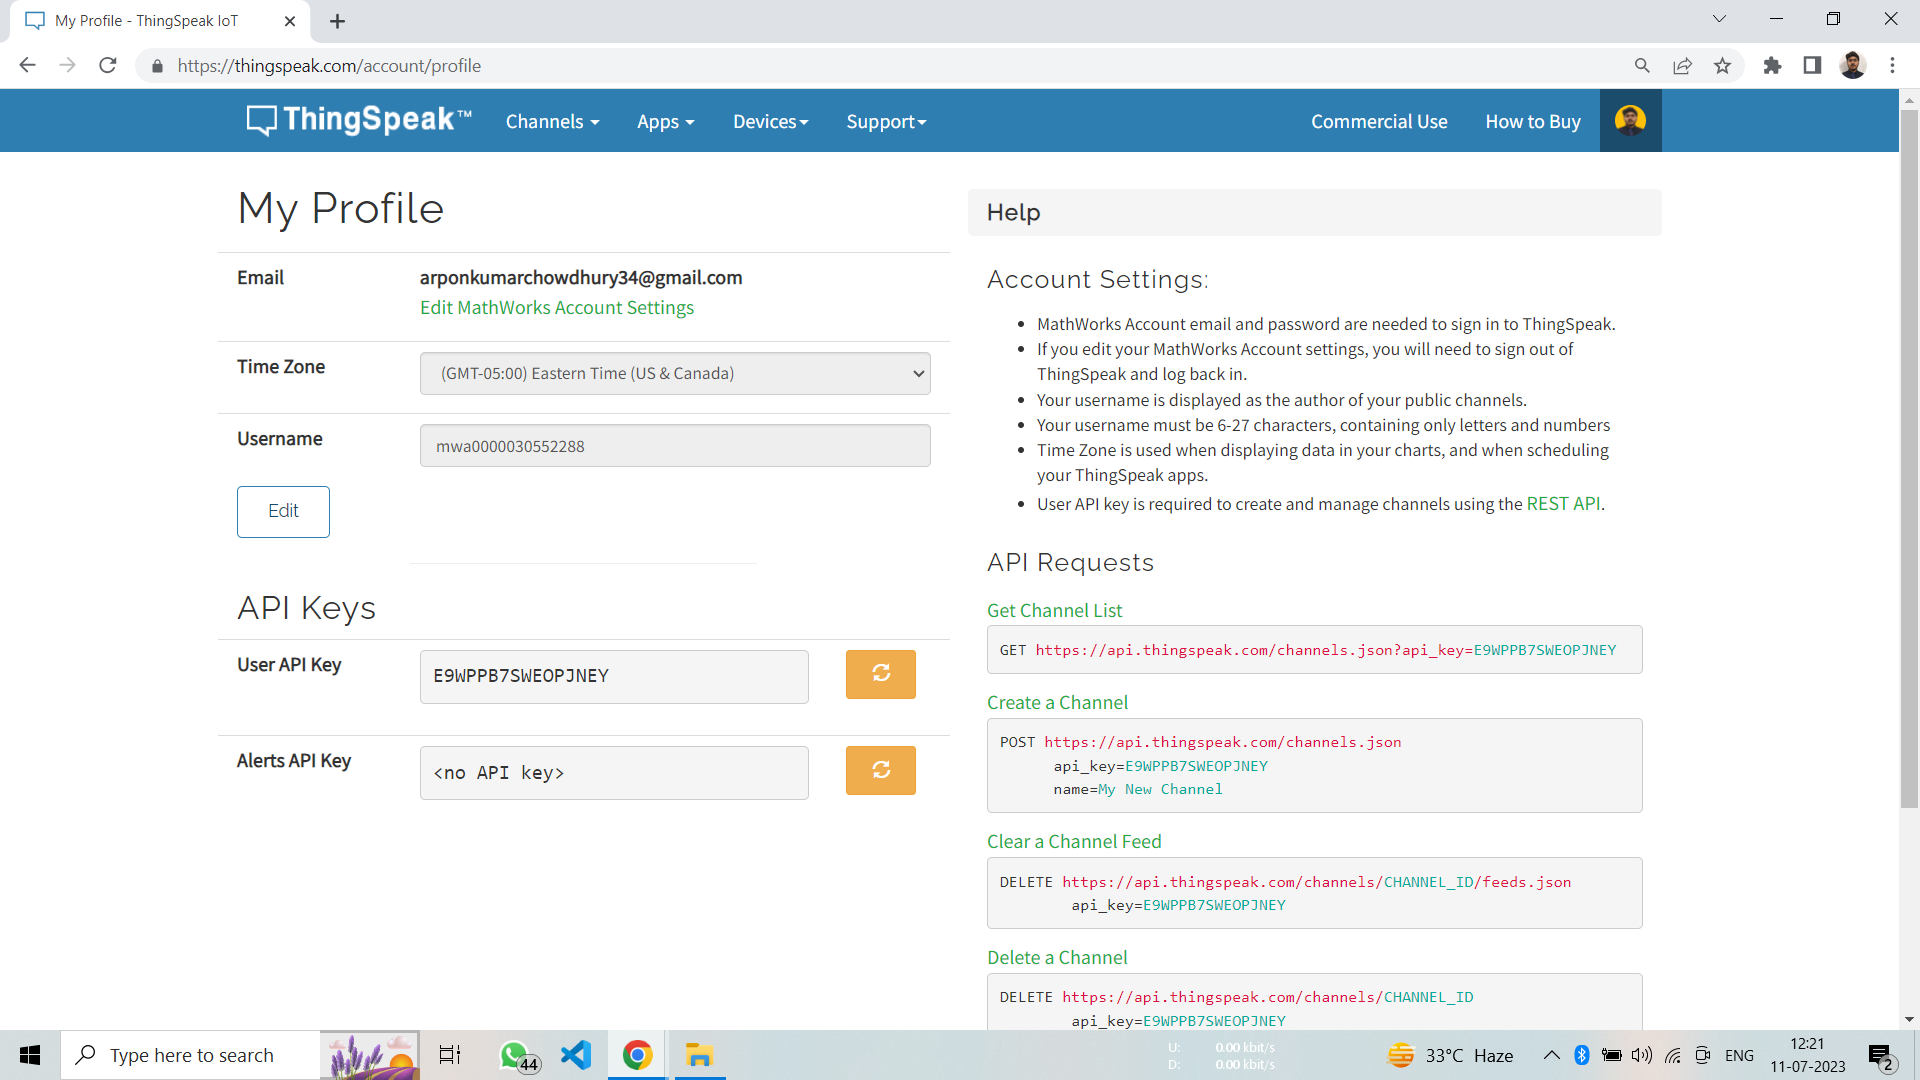 My Profile - ThingSpeak IoT
https://thingspeak.com/account/profile
ThingSpeak™ Channels Apps Devices Support Commercial Use How to Buy
My Profile
Email arponkumarchowdhury34@gmail.com
Edit MathWorks Account Settings
Time Zone (GMT-05:00) Eastern Time (US & Canada)
Username mwa0000030552288
Edit
API Keys
User API Key E9WPPB7SWEOPJNEY
Alerts API Key <no API key>
Help
Account Settings:
• MathWorks Account email and password are needed to sign in to ThingSpeak.
• If you edit your MathWorks Account settings, you will need to sign out of
ThingSpeak and log back in.
• Your username is displayed as the author of your public channels.
• Your username must be 6-27 characters, containing only letters and numbers
• Time Zone is used when displaying data in your charts, and when scheduling
your ThingSpeak apps.
• User API key is required to create and manage channels using the REST API.
API Requests
Get Channel List
GET https://api.thingspeak.com/channels.json?api_key=E9WPPB7SWEOPJNEY
Create a Channel
POST https://api.thingspeak.com/channels.json
api_key=E9WPPB7SWEOPJNEY
name=My New Channel
Clear a Channel Feed
DELETE https://api.thingspeak.com/channels/CHANNEL_ID/feeds.json
api_key=E9WPPB7SWEOPJNEY
Delete a Channel
DELETE https://api.thingspeak.com/channels/CHANNEL_ID
api_key=E9WPPB7SWEOPJNEY
Type here to search
44
U: 0.00 kbit/s
D: 0.00 kbit/s
33°C Haze
ENG
12:21
11-07-2023
2